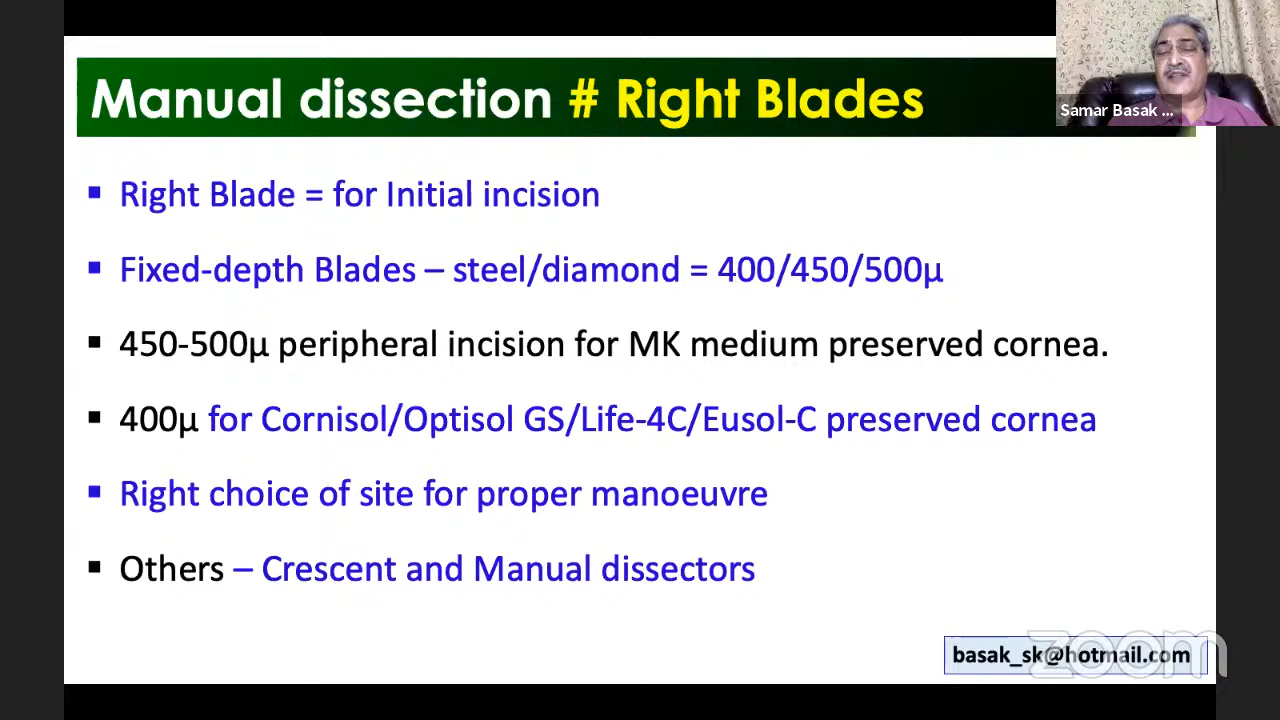 Manual dissection # Right Blades
Samar Basak ...
▪ Right Blade = for Initial incision
▪ Fixed-depth Blades – steel/diamond = 400/450/500µ
▪ 450-500µ peripheral incision for MK medium preserved cornea.
▪ 400µ for Cornisol/Optisol GS/Life-4C/Eusol-C preserved cornea
▪ Right choice of site for proper manoeuvre
▪ Others – Crescent and Manual dissectors
basak_sk@hotmail.com
zoom